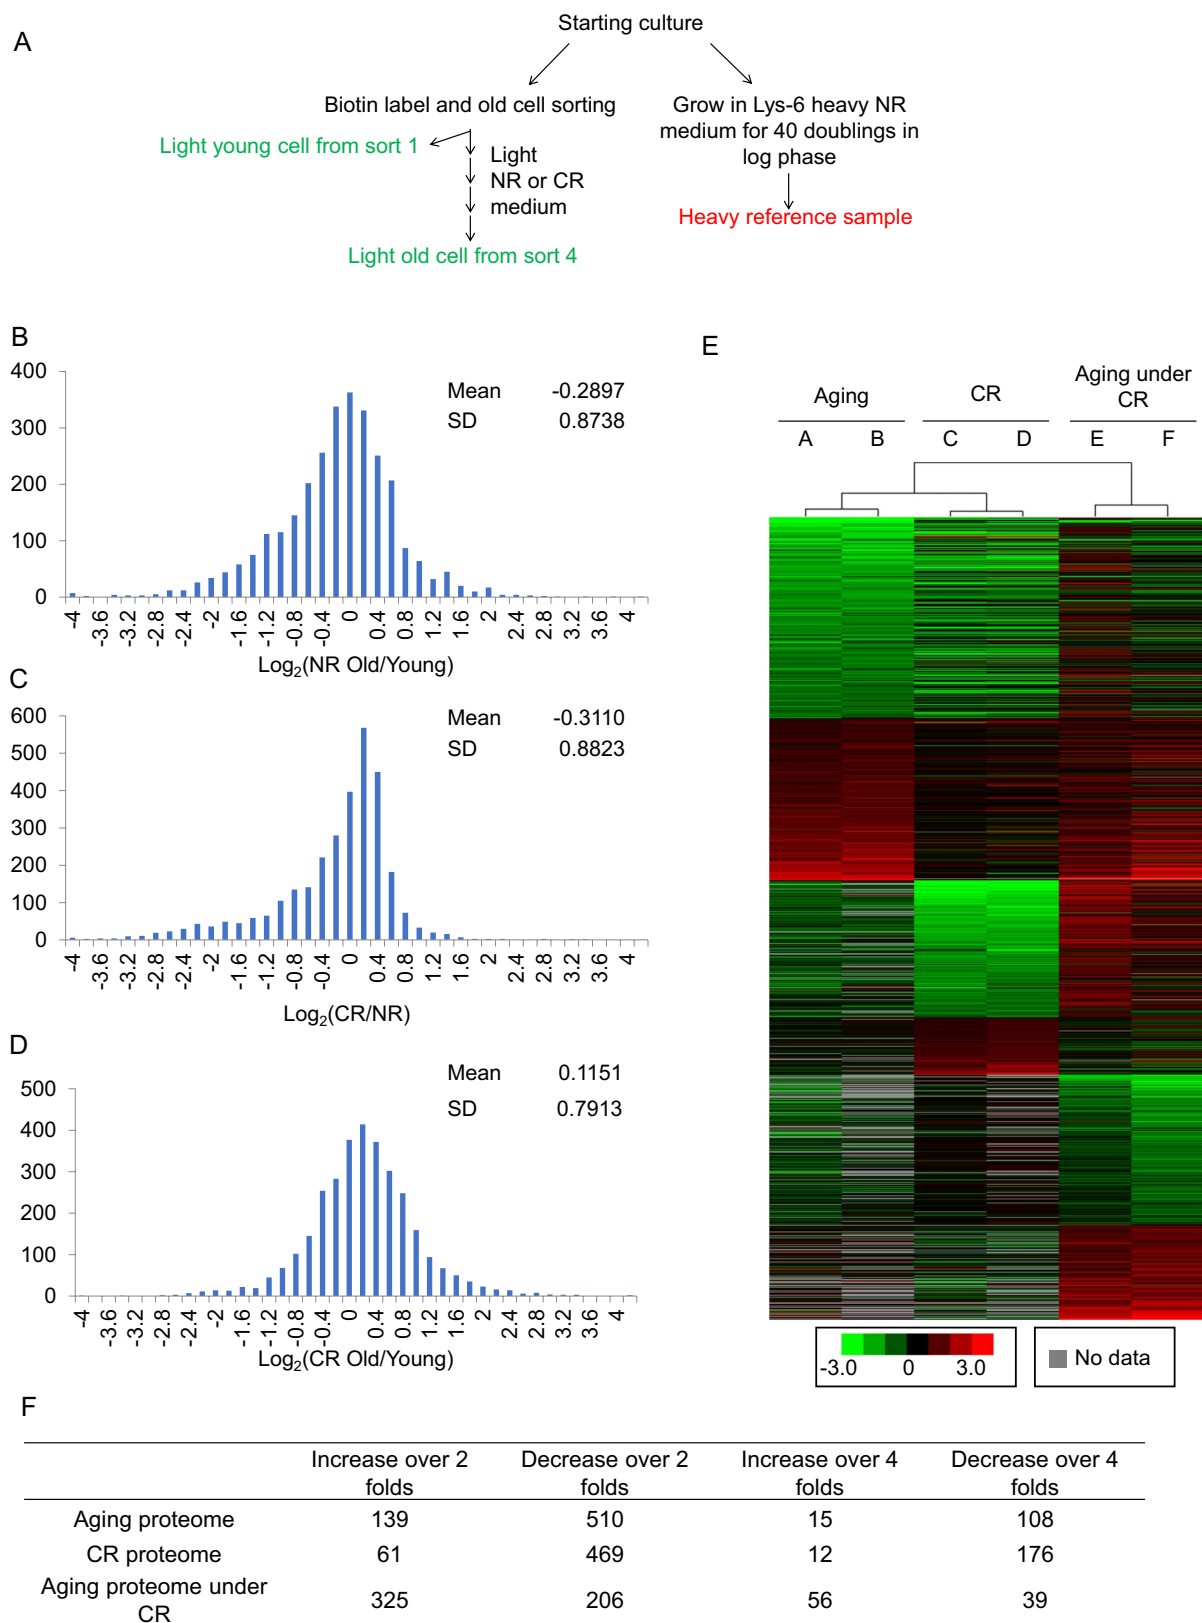 A
Starting culture
Biotin label and old cell sorting
Grow in Lys-6 heavy NR
medium for 40 doublings in
log phase
Light young cell from sort 1
Light
NR or CR
medium
Heavy reference sample
Light old cell from sort 4
B
Mean -0.2897
SD 0.8738
400
300
200
100
0
-4 -3.6 -3.2 -2.8 -2.4 -2 -1.6 -1.2 -0.8 -0.4 0 0.4 0.8 1.2 1.6 2 2.4 2.8 3.2 3.6 4
Log2(NR Old/Young)
C
Mean -0.3110
SD 0.8823
600
500
400
300
200
100
0
-4 -3.6 -3.2 -2.8 -2.4 -2 -1.6 -1.2 -0.8 -0.4 0 0.4 0.8 1.2 1.6 2 2.4 2.8 3.2 3.6 4
Log2(CR/NR)
D
Mean 0.1151
SD 0.7913
500
400
300
200
100
0
-4 -3.6 -3.2 -2.8 -2.4 -2 -1.6 -1.2 -0.8 -0.4 0 0.4 0.8 1.2 1.6 2 2.4 2.8 3.2 3.6 4
Log2(CR Old/Young)
E
Aging CR Aging under
CR
A B C D E F
-3.0 0 3.0
No data
F
Increase over 2 Decrease over 2 Increase over 4 Decrease over 4
folds folds folds folds
Aging proteome 139 510 15 108
CR proteome 61 469 12 176
Aging proteome under
CR 325 206 56 39